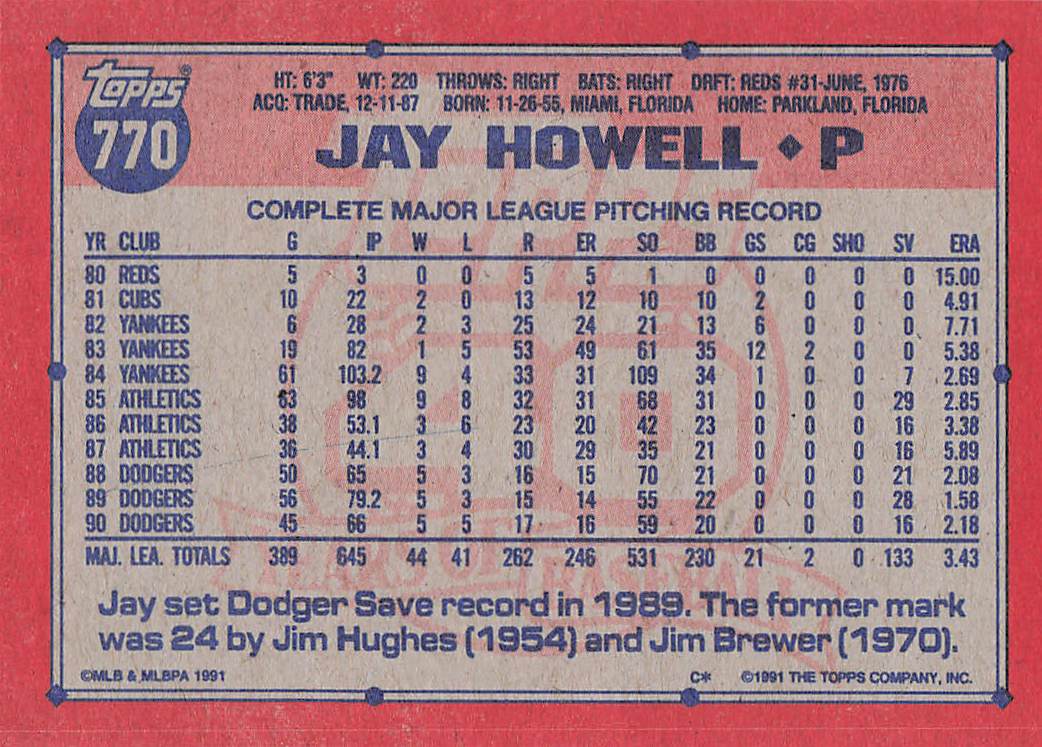 topps®
770
HT: 6'3" WT: 220 THROWS: RIGHT BATS: RIGHT DRFT: REDS #31-JUNE, 1976
ACQ: TRADE, 12-11-87 BORN: 11-26-55, MIAMI, FLORIDA HOME: PARKLAND, FLORIDA
JAY HOWELL ◆ P
COMPLETE MAJOR LEAGUE PITCHING RECORD
YR CLUB G IP W L R ER SO BB GS CG SHO SV ERA
80 REDS 5 3 0 0 5 5 1 0 0 0 0 0 15.00
81 CUBS 10 22 2 0 13 12 10 10 2 0 0 0 4.91
82 YANKEES 6 28 2 3 25 24 21 13 6 0 0 0 7.71
83 YANKEES 19 82 1 5 53 49 61 35 12 2 0 0 5.38
84 YANKEES 61 103.2 9 4 33 31 109 34 1 0 0 7 2.69
85 ATHLETICS 63 98 9 8 32 31 68 31 0 0 0 29 2.85
86 ATHLETICS 38 53.1 3 6 23 20 42 23 0 0 0 16 3.38
87 ATHLETICS 36 44.1 3 4 30 29 35 21 0 0 0 16 5.89
88 DODGERS 50 65 5 3 16 15 70 21 0 0 0 21 2.08
89 DODGERS 56 79.2 5 3 15 14 55 22 0 0 0 28 1.58
90 DODGERS 45 66 5 5 17 16 59 20 0 0 0 16 2.18
MAJ. LEA. TOTALS 389 645 44 41 262 246 531 230 21 2 0 133 3.43
Jay set Dodger Save record in 1989. The former mark
was 24 by Jim Hughes (1954) and Jim Brewer (1970).
©MLB & MLBPA 1991 C* ©1991 THE TOPPS COMPANY, INC.
topps
40
YEARS OF BASEBALL